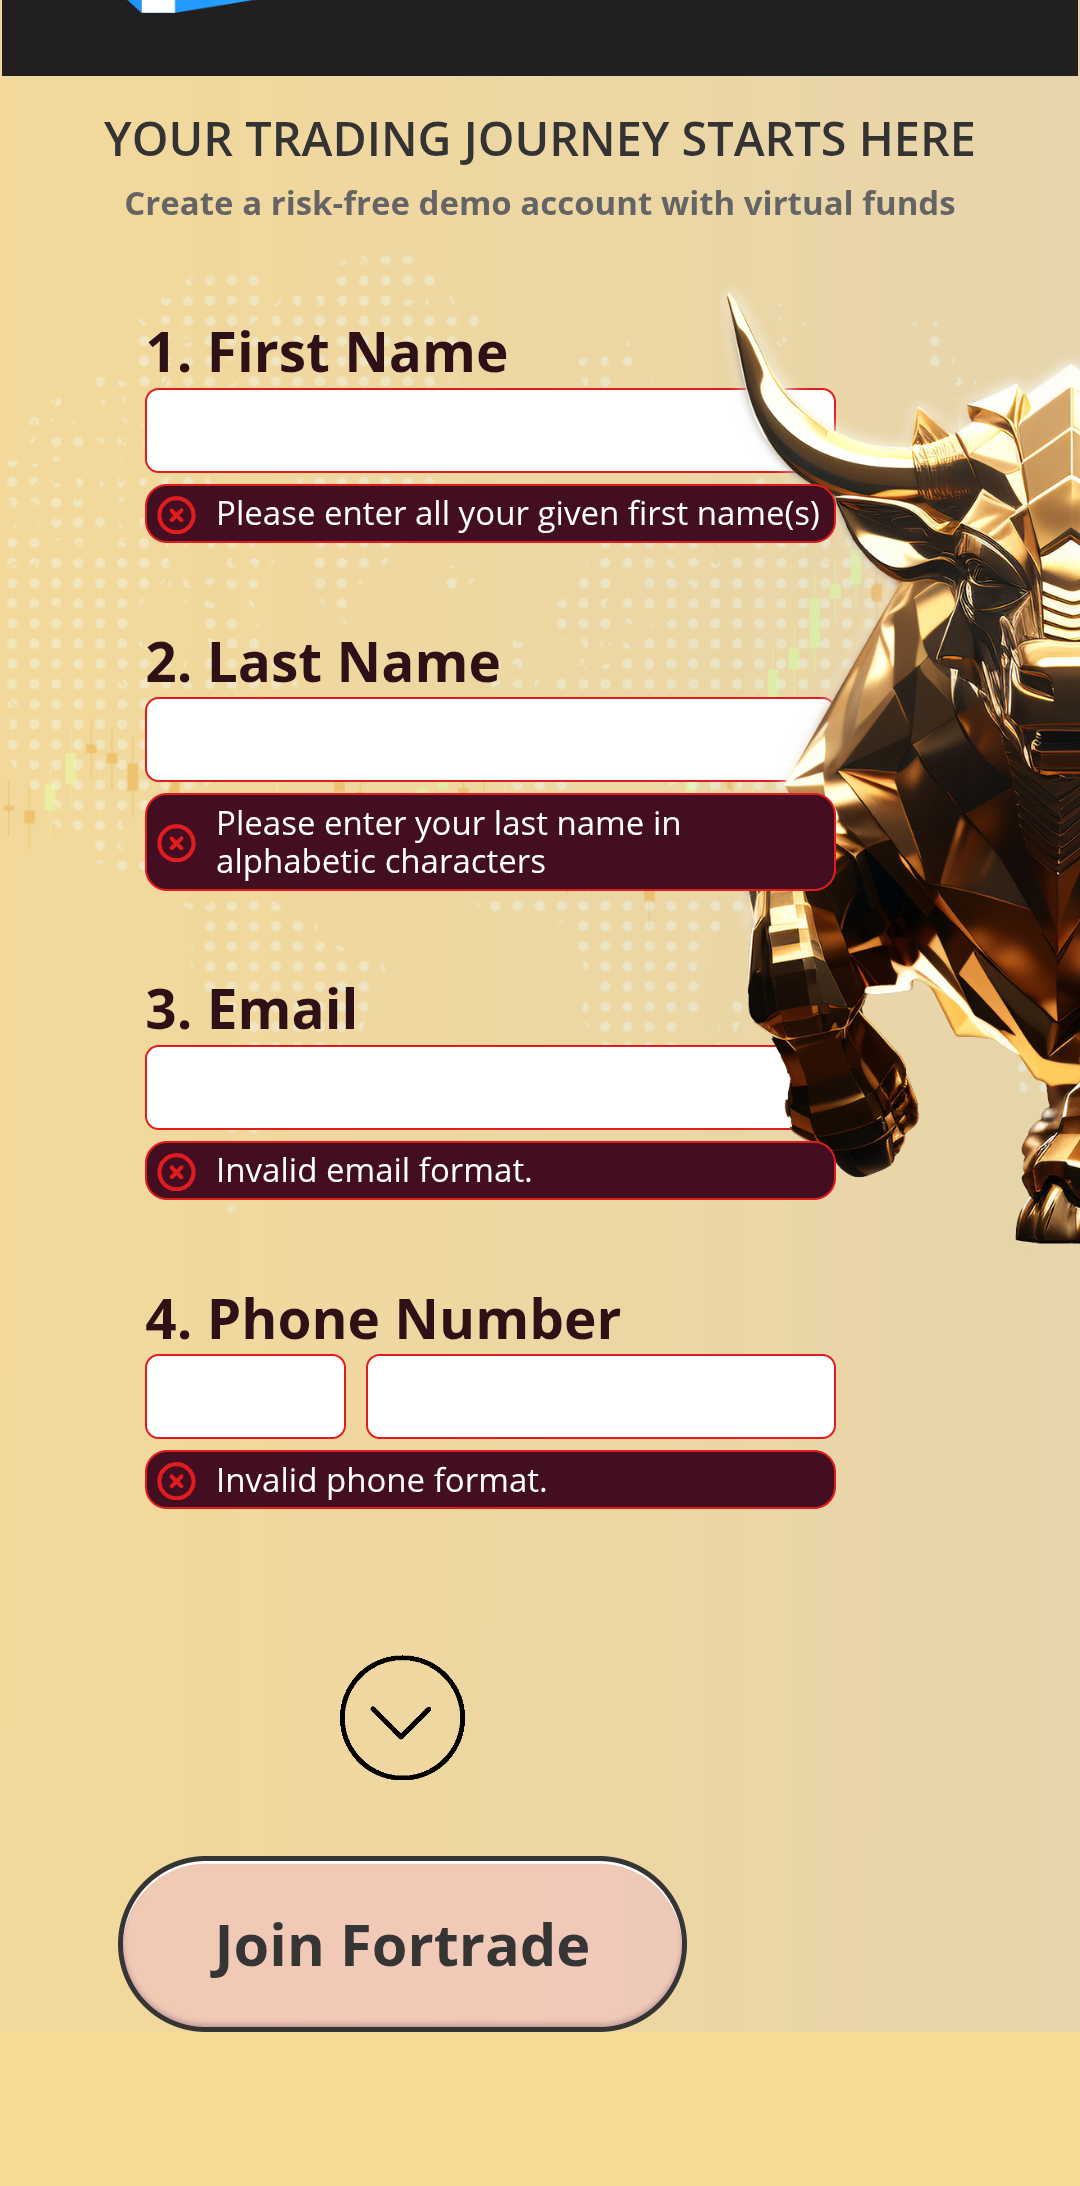 YOUR TRADING JOURNEY STARTS HERE
Create a risk-free demo account with virtual funds
1. First Name
Please enter all your given first name(s)
2. Last Name
Please enter your last name in
alphabetic characters
3. Email
Invalid email format.
4. Phone Number
Invalid phone format.
Join Fortrade